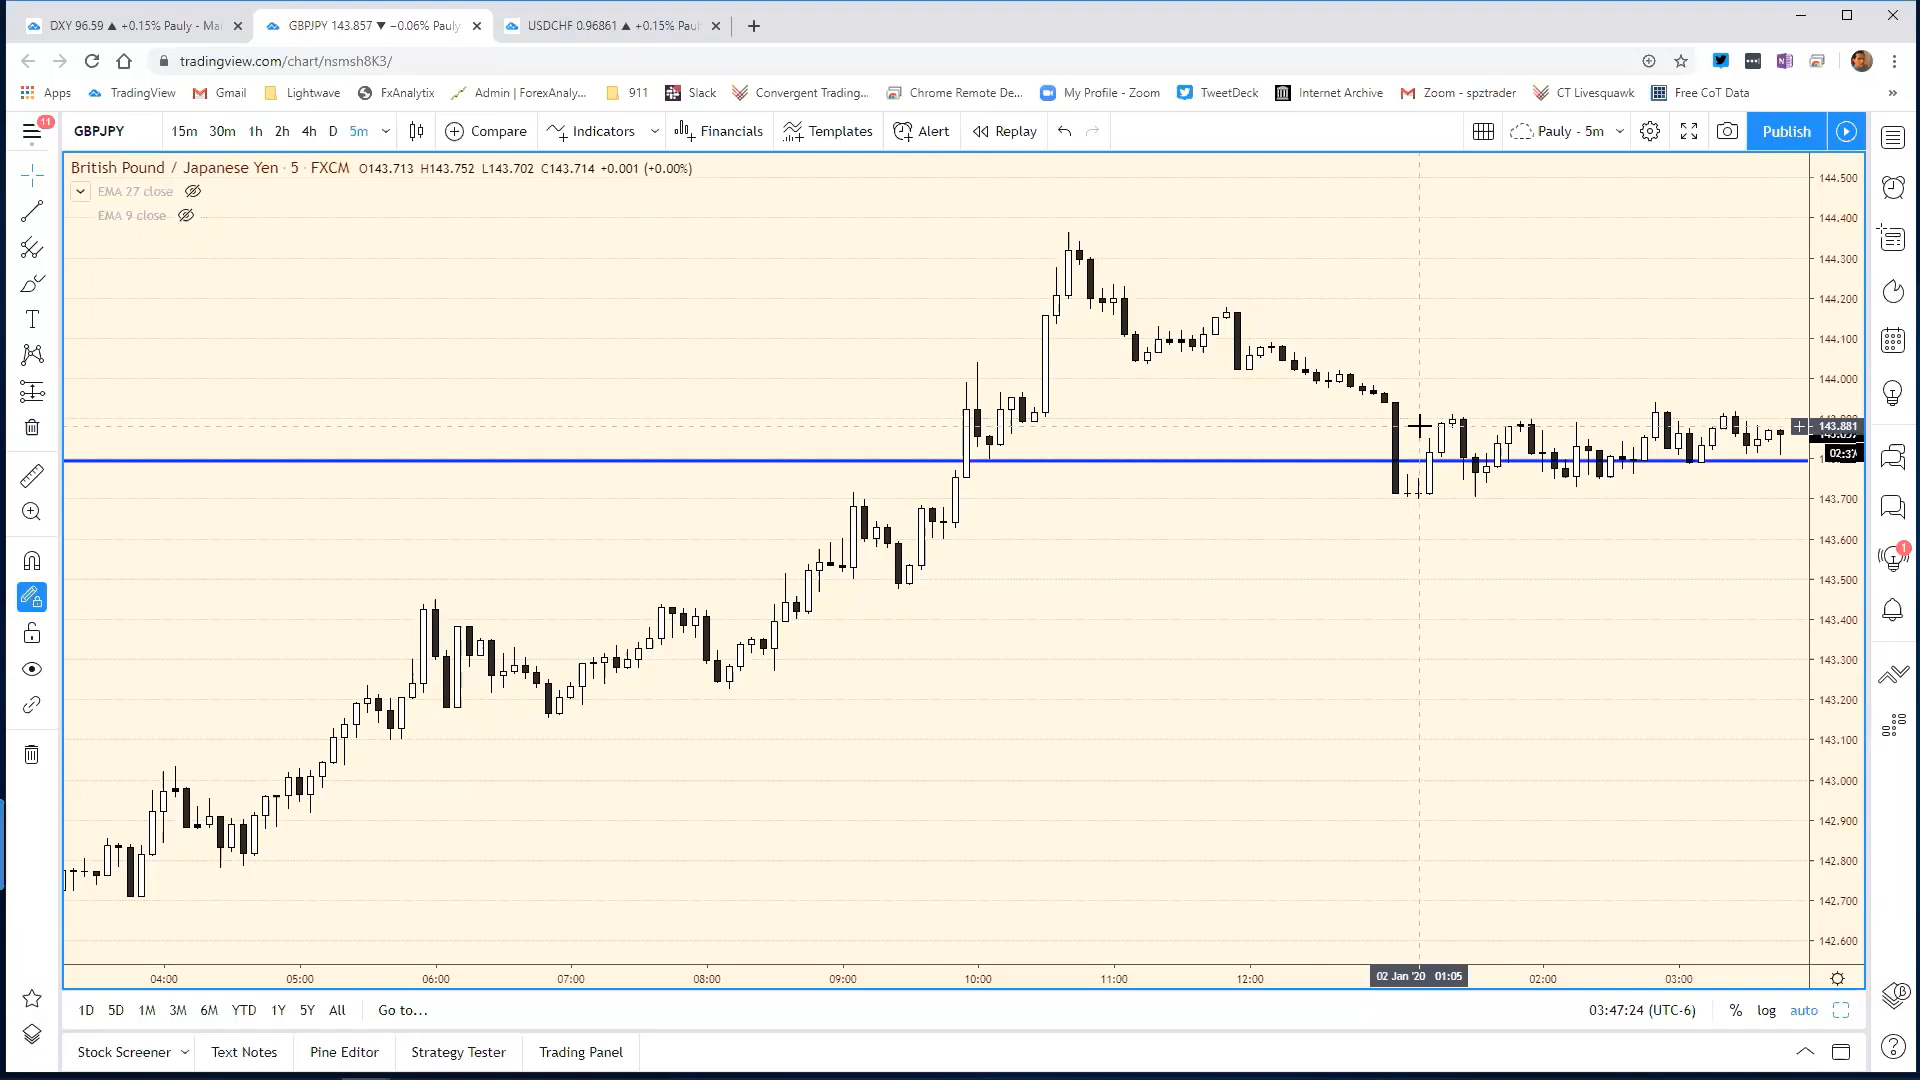 DXY 96.59 ▲ +0.15% Pauly - Mar
GBPJPY 143.857 ▼ −0.06% Pauly
USDCHF 0.96861 ▲ +0.15% Paul
tradingview.com/chart/nsmsh8K3/
Apps TradingView Gmail Lightwave FxAnalytix Admin | ForexAnaly... 911 Slack Convergent Trading... Chrome Remote De... My Profile - Zoom TweetDeck Internet Archive Zoom - spztrader CT Livesquawk Free CoT Data
11
GBPJPY 15m 30m 1h 2h 4h D 5m Compare Indicators Financials Templates Alert Replay Pauly - 5m Publish
British Pound / Japanese Yen · 5 · FXCM O143.713 H143.752 L143.702 C143.714 +0.001 (+0.00%)
EMA 27 close
EMA 9 close
144.500
144.400
144.300
144.200
144.100
144.000
143.881
02:37
143.700
143.600
143.500
143.400
143.300
143.200
143.100
143.000
142.900
142.800
142.700
142.600
1
04:00 05:00 06:00 07:00 08:00 09:00 10:00 11:00 12:00 02 Jan '20 01:05 02:00 03:00
1D 5D 1M 3M 6M YTD 1Y 5Y All Go to... 03:47:24 (UTC-6) % log auto
Stock Screener Text Notes Pine Editor Strategy Tester Trading Panel